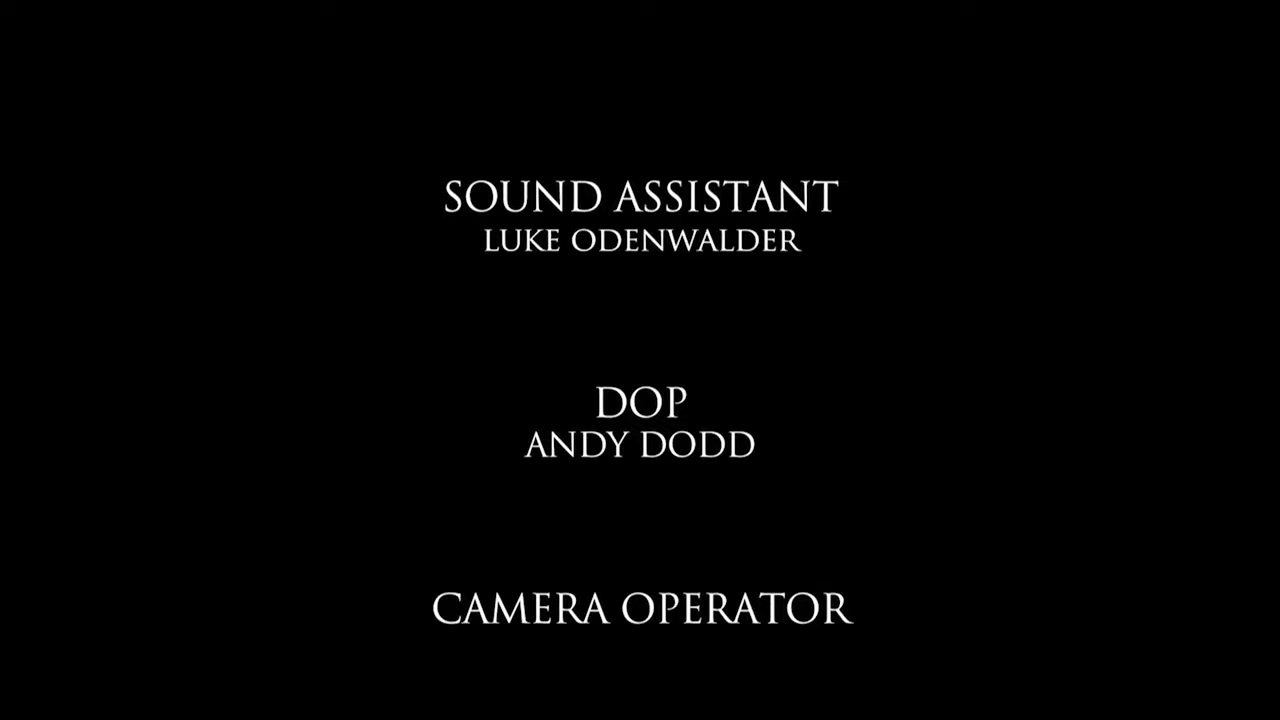 SOUND ASSISTANT
LUKE ODENWALDER
DOP
ANDY DODD
CAMERA OPERATOR